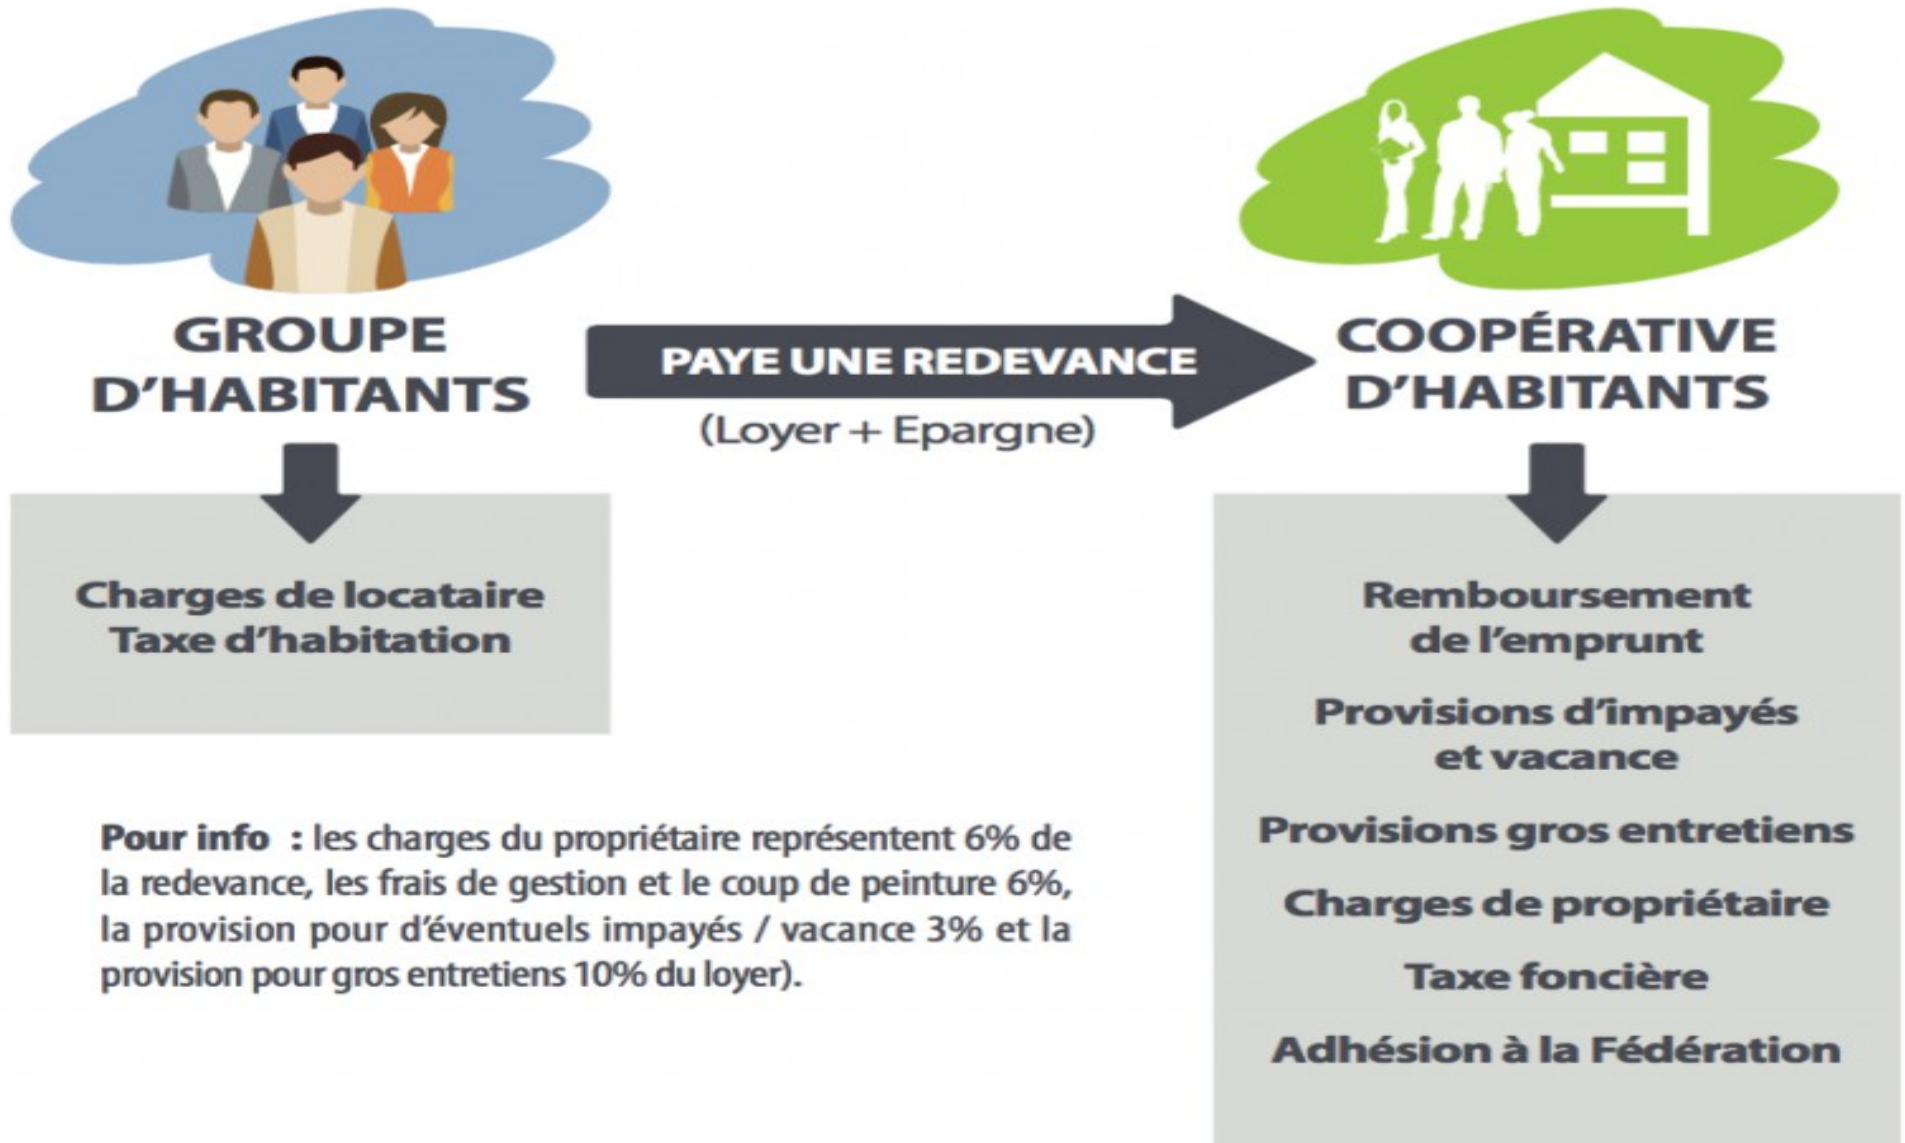 GROUPE
D'HABITANTS
PAYE UNE REDEVANCE
(Loyer + Epargne)
COOPÉRATIVE
D'HABITANTS
Charges de locataire
Taxe d'habitation
Pour info : les charges du propriétaire représentent 6% de
la redevance, les frais de gestion et le coup de peinture 6%,
la provision pour d'éventuels impayés / vacance 3% et la
provision pour gros entretiens 10% du loyer).
Remboursement
de l'emprunt
Provisions d'impayés
et vacance
Provisions gros entretiens
Charges de propriétaire
Taxe foncière
Adhésion à la Fédération